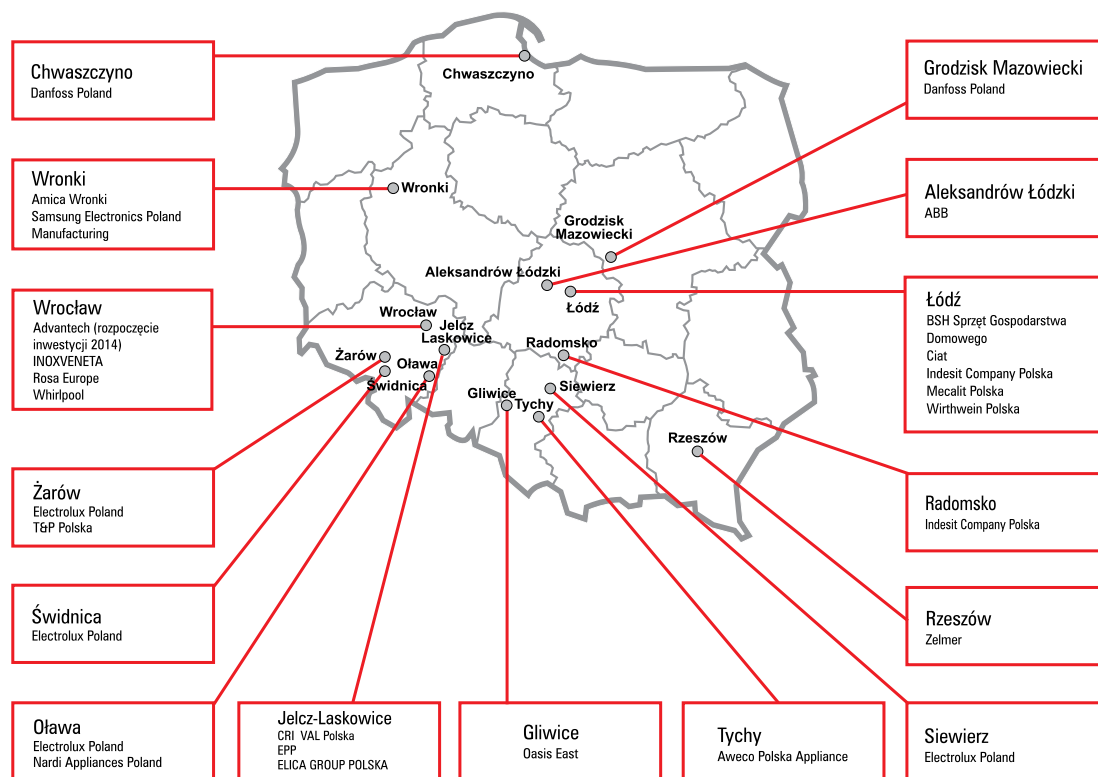 Chwaszczyno
Danfoss Poland
Wronki
Amica Wronki
Samsung Electronics Poland
Manufacturing
Wrocław
Advantech (rozpoczęcie
inwestycji 2014)
INOXVENETA
Rosa Europe
Whirlpool
Żarów
Electrolux Poland
T&P Polska
Świdnica
Electrolux Poland
Oława
Electrolux Poland
Nardi Appliances Poland
Jelcz-Laskowice
CRI VAL Polska
EPP
ELICA GROUP POLSKA
Gliwice
Oasis East
Tychy
Aweco Polska Appliance
Siewierz
Electrolux Poland
Rzeszów
Zelmer
Radomsko
Indesit Company Polska
Łódź
BSH Sprzęt Gospodarstwa
Domowego
Ciat
Indesit Company Polska
Mecalit Polska
Wirthwein Polska
Aleksandrów Łódzki
ABB
Grodzisk Mazowiecki
Danfoss Poland
Chwaszczyno
Wronki
Grodzisk
Mazowiecki
Aleksandrów Łódzki
Łódź
Wrocław
Jelcz
Laskowice
Żarów
Oława
Świdnica
Radomsko
Siewierz
Gliwice
Tychy
Rzeszów